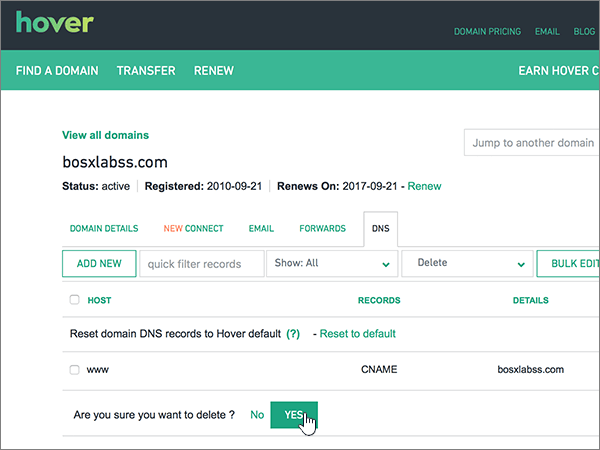 hover
DOMAIN PRICING EMAIL BLOG
FIND A DOMAIN TRANSFER RENEW EARN HOVER C
View all domains
Jump to another domain
bosxlabss.com
Status: active Registered: 2010-09-21 Renews On: 2017-09-21 - Renew
DOMAIN DETAILS NEW CONNECT EMAIL FORWARDS DNS
ADD NEW quick filter records Show: All Delete BULK EDIT
HOST RECORDS DETAILS
Reset domain DNS records to Hover default (?) - Reset to default
www CNAME bosxlabss.com
Are you sure you want to delete ? No YES